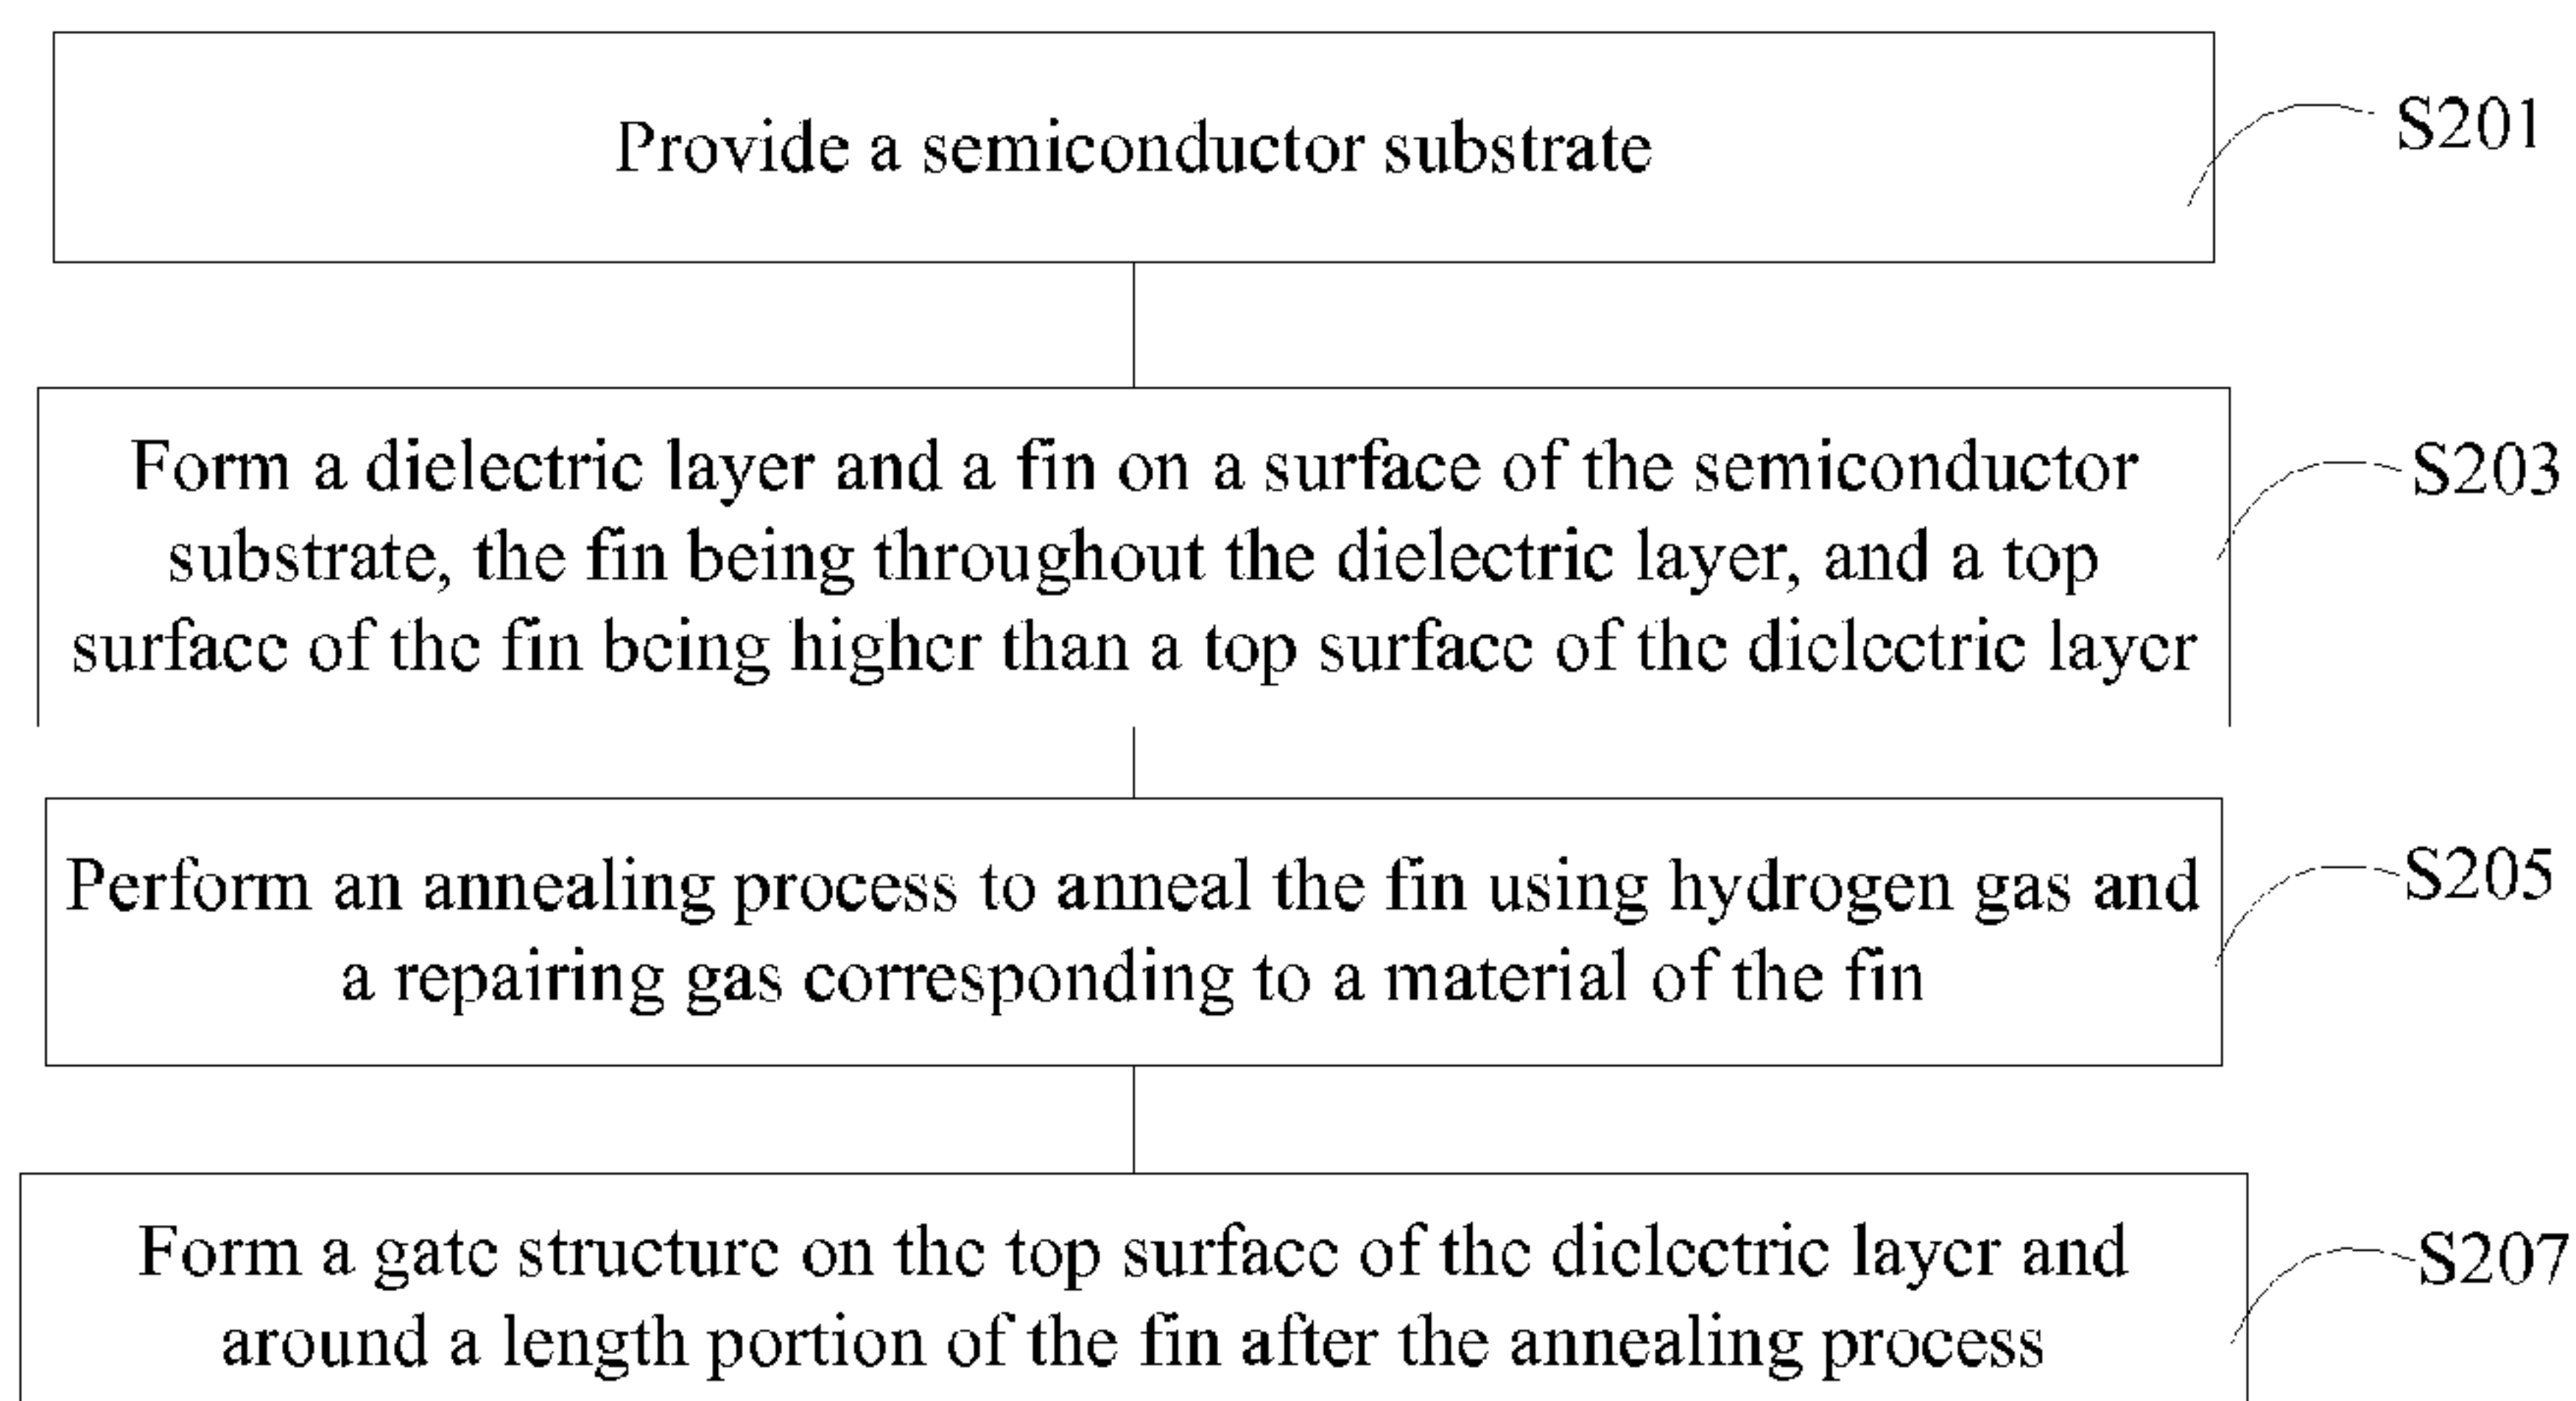 Provide a semiconductor substrate
S201
Form a dielectric layer and a fin on a surface of the semiconductor
substrate, the fin being throughout the dielectric layer, and a top
surface of the fin being higher than a top surface of the dielectric layer
S203
Perform an annealing process to anneal the fin using hydrogen gas and
a repairing gas corresponding to a material of the fin
S205
Form a gate structure on the top surface of the dielectric layer and
around a length portion of the fin after the annealing process
S207